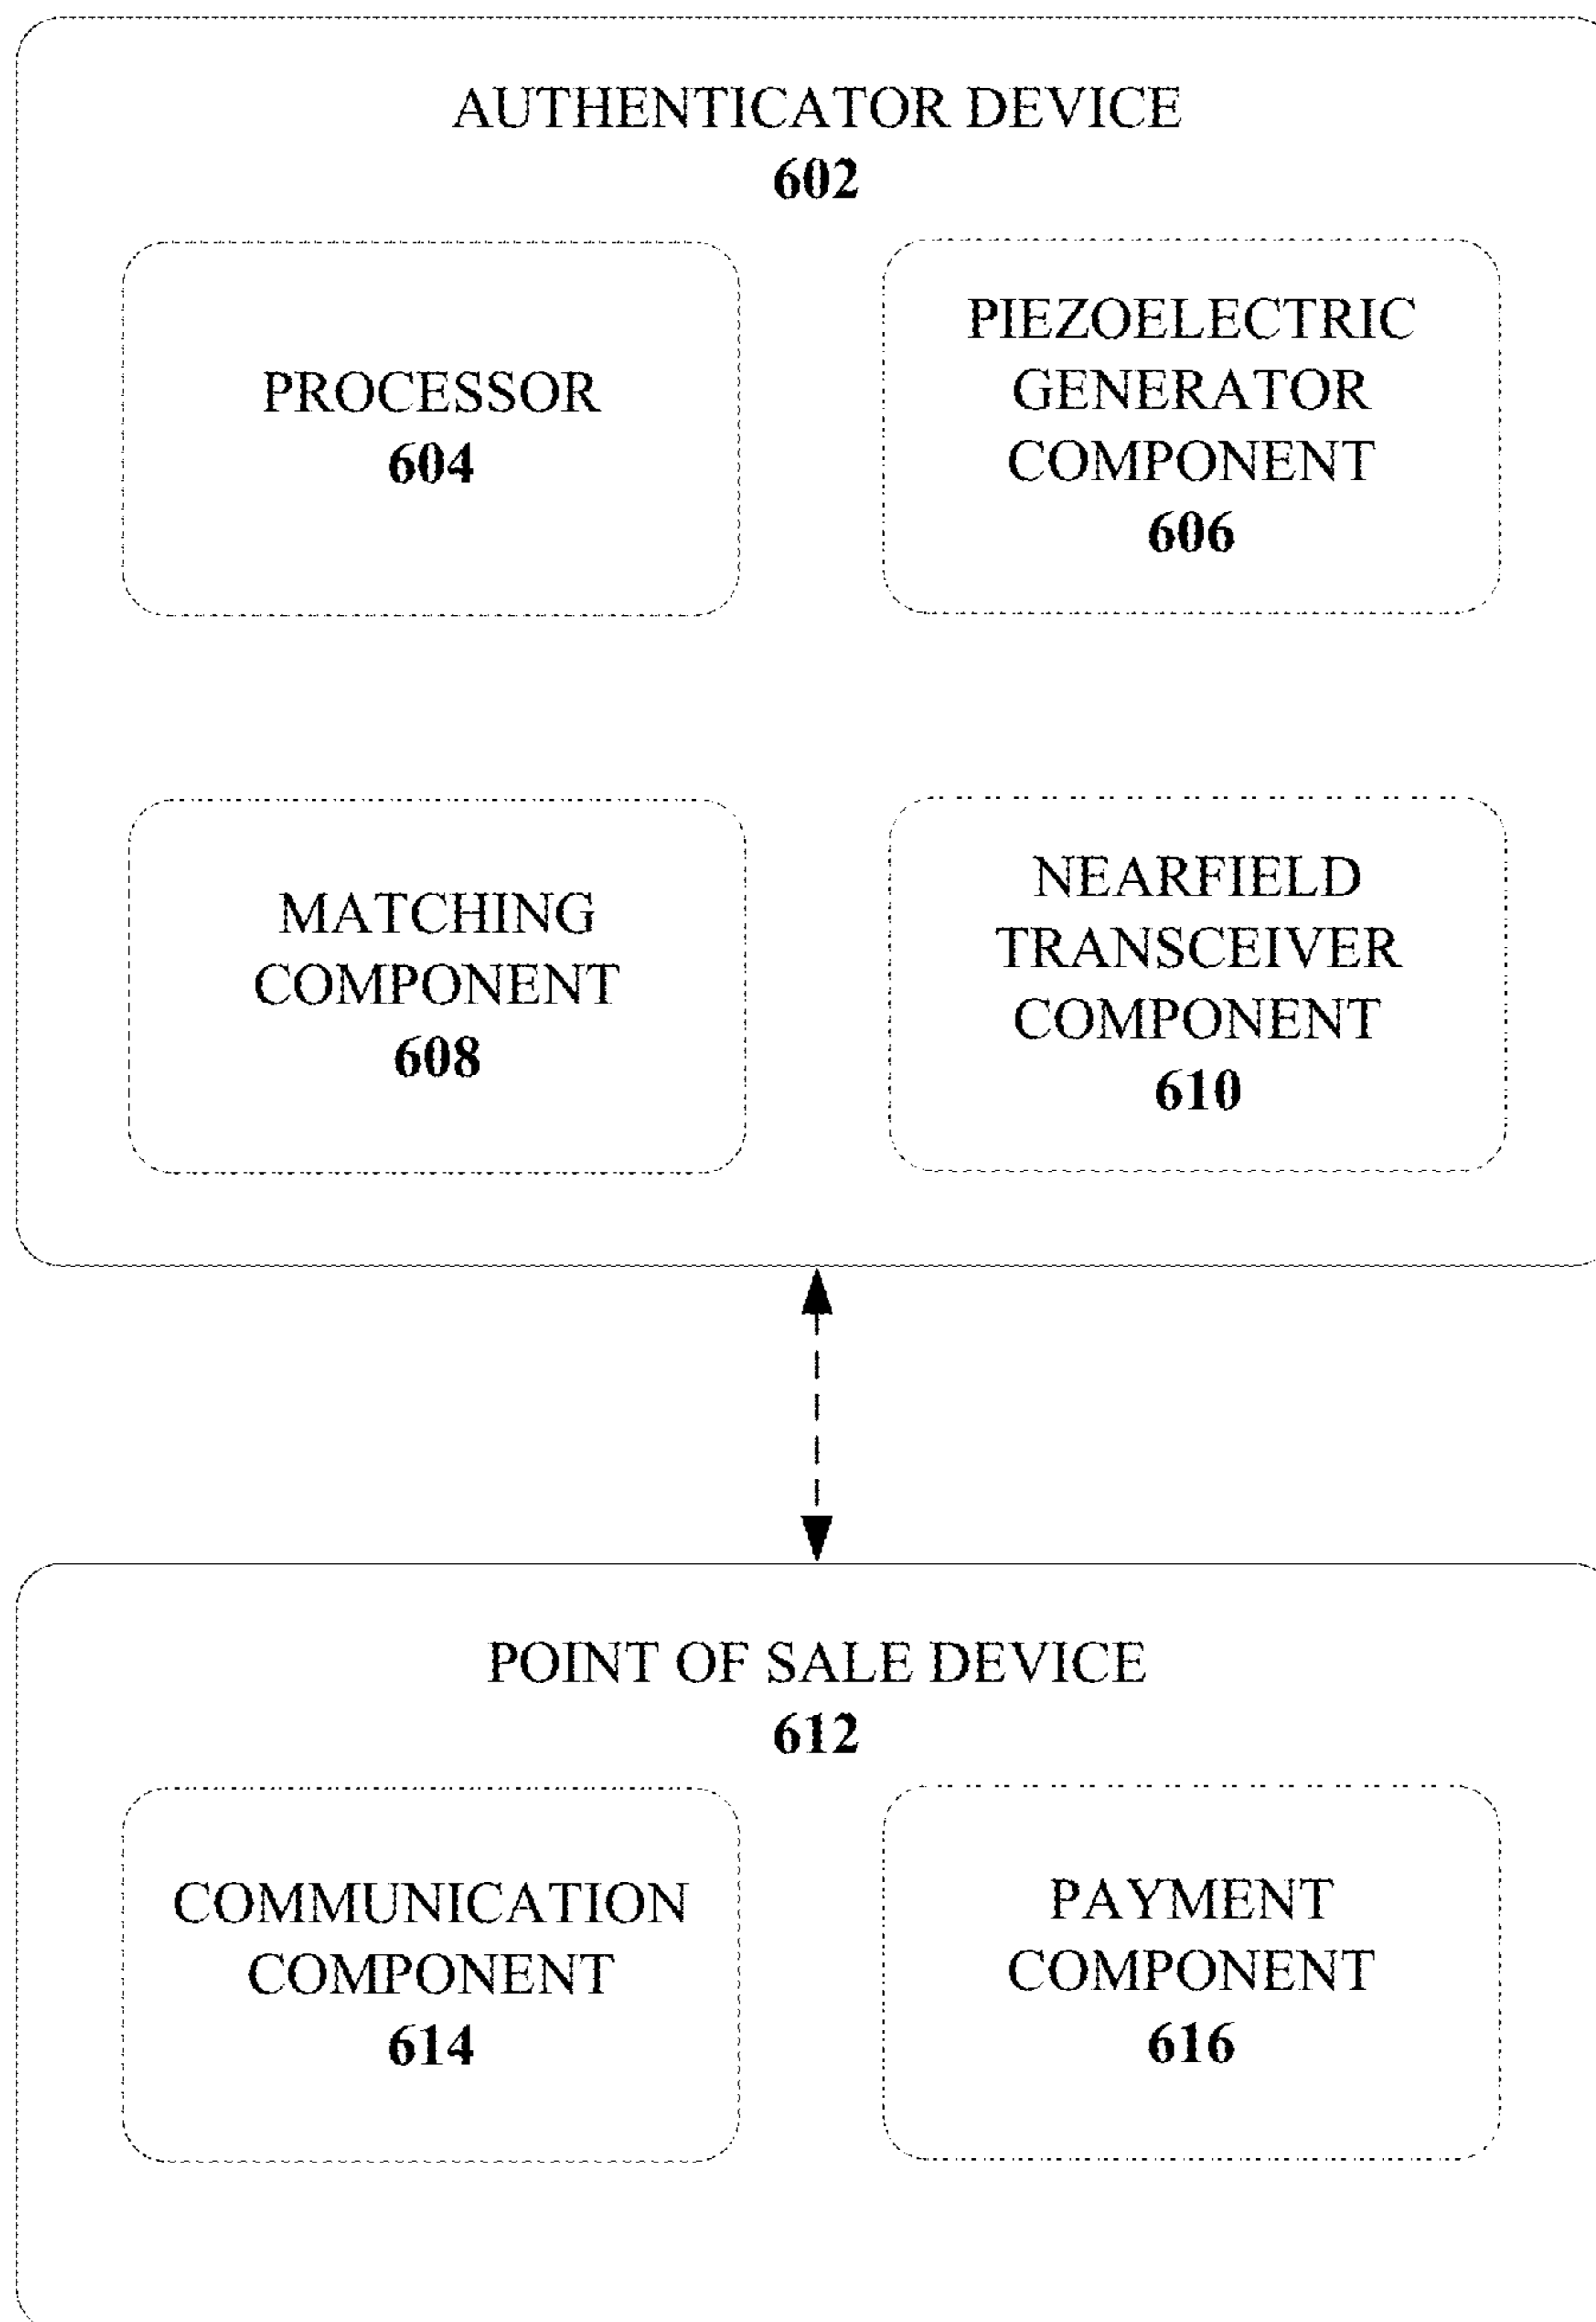 AUTHENTICATOR DEVICE
602
PROCESSOR
604
PIEZOELECTRIC
GENERATOR
COMPONENT
606
MATCHING
COMPONENT
608
NEARFIELD
TRANSCEIVER
COMPONENT
610
POINT OF SALE DEVICE
612
COMMUNICATION
COMPONENT
614
PAYMENT
COMPONENT
616